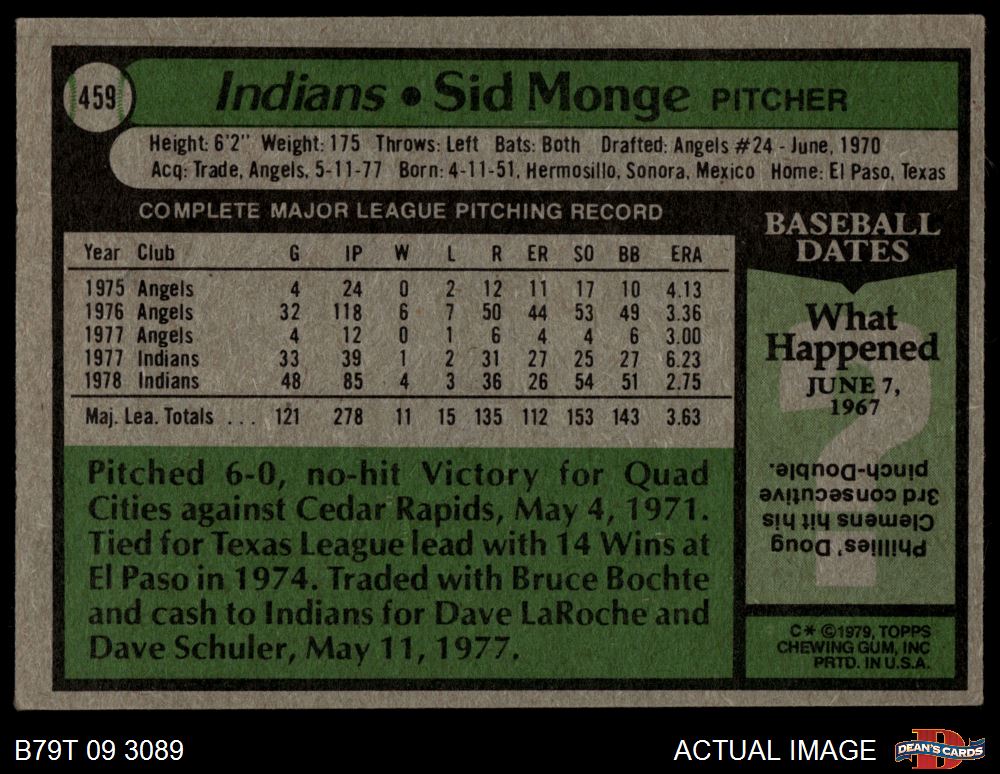 459
Indians • Sid Monge PITCHER
Height: 6'2" Weight: 175 Throws: Left Bats: Both Drafted: Angels #24 - June, 1970
Acq: Trade, Angels, 5-11-77 Born: 4-11-51, Hermosillo, Sonora, Mexico Home: El Paso, Texas
COMPLETE MAJOR LEAGUE PITCHING RECORD
Year Club G IP W L R ER SO BB ERA
1975 Angels 4 24 0 2 12 11 17 10 4.13
1976 Angels 32 118 6 7 50 44 53 49 3.36
1977 Angels 4 12 0 1 6 4 4 6 3.00
1977 Indians 33 39 1 2 31 27 25 27 6.23
1978 Indians 48 85 4 3 36 26 54 51 2.75
Maj. Lea. Totals . . . 121 278 11 15 135 112 153 143 3.63
Pitched 6-0, no-hit Victory for Quad
Cities against Cedar Rapids, May 4, 1971.
Tied for Texas League lead with 14 Wins at
El Paso in 1974. Traded with Bruce Bochte
and cash to Indians for Dave LaRoche and
Dave Schuler, May 11, 1977.
BASEBALL
DATES
What
Happened
JUNE 7,
1967
?
Phillies' Doug
Clemens hit his
3rd consecutive
pinch-Double.
C* ©1979, TOPPS
CHEWING GUM, INC
PRTD. IN U.S.A.
B79T 09 3089
ACTUAL IMAGE
D
DEAN'S CARDS